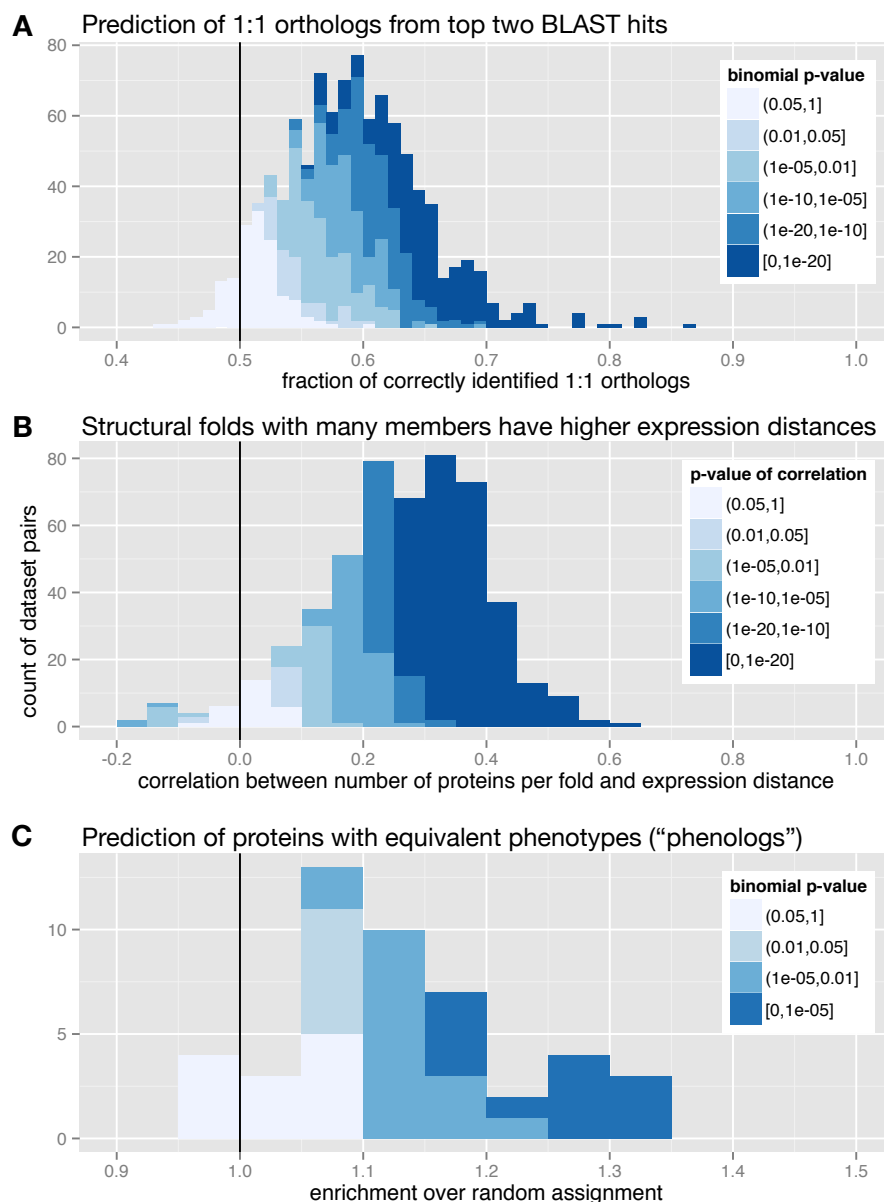 A Prediction of 1:1 orthologs from top two BLAST hits
80
60
40
20
0
binomial p-value
(0.05,1]
(0.01,0.05]
(1e-05,0.01]
(1e-10,1e-05]
(1e-20,1e-10]
[0,1e-20]
0.4 0.5 0.6 0.7 0.8 0.9 1.0
fraction of correctly identified 1:1 orthologs
B Structural folds with many members have higher expression distances
count of dataset pairs
80
60
40
20
0
p-value of correlation
(0.05,1]
(0.01,0.05]
(1e-05,0.01]
(1e-10,1e-05]
(1e-20,1e-10]
[0,1e-20]
-0.2 0.0 0.2 0.4 0.6 0.8 1.0
correlation between number of proteins per fold and expression distance
C Prediction of proteins with equivalent phenotypes (“phenologs”)
10
5
0
binomial p-value
(0.05,1]
(0.01,0.05]
(1e-05,0.01]
[0,1e-05]
0.9 1.0 1.1 1.2 1.3 1.4 1.5
enrichment over random assignment